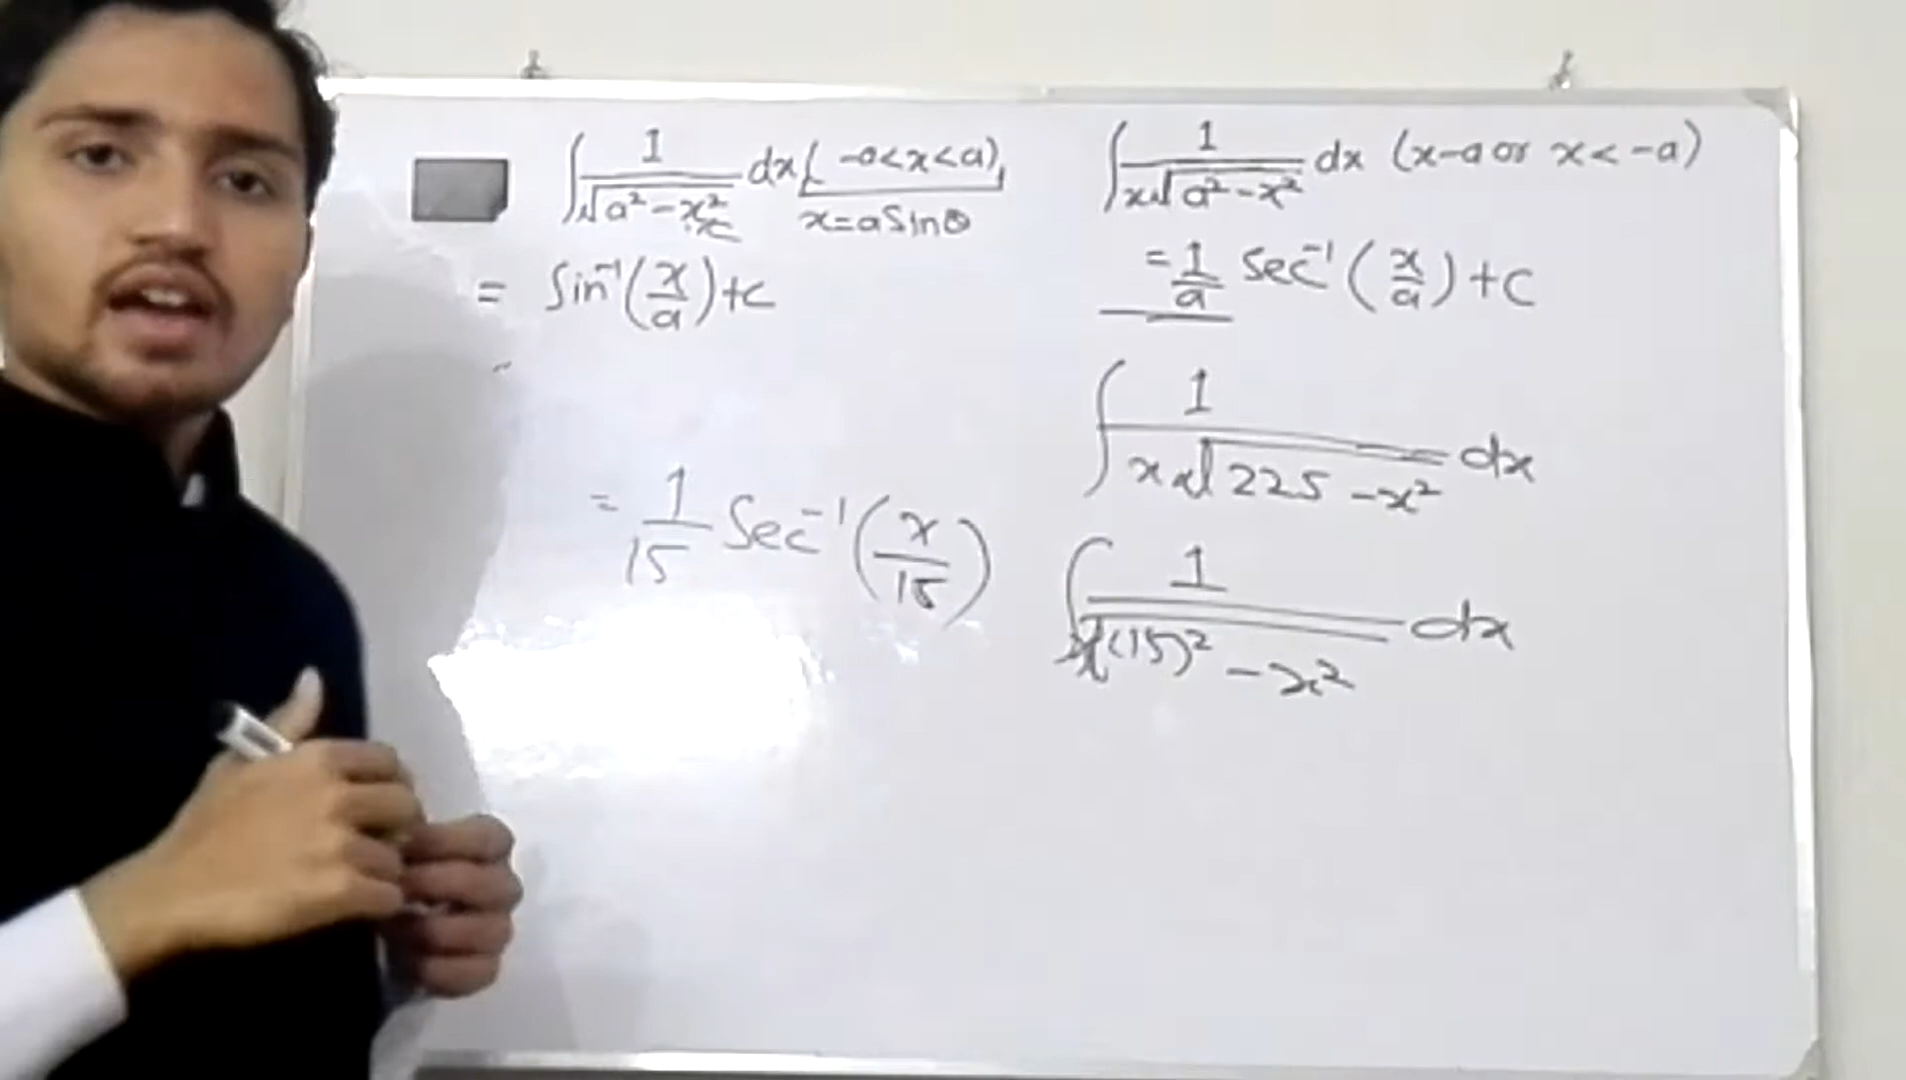 ∫ 1/√(a² - x²) dx (-a<x<a)
x = a Sinθ
= Sin⁻¹(x/a) + c
= 1/15 Sec⁻¹(x/15)
∫ 1/(x√(a² - x²)) dx (x-a or x < -a)
= 1/a Sec⁻¹(x/a) + c
∫ 1/(x√(225 - x²)) dx
∫ 1/(x√((15)² - x²)) dx